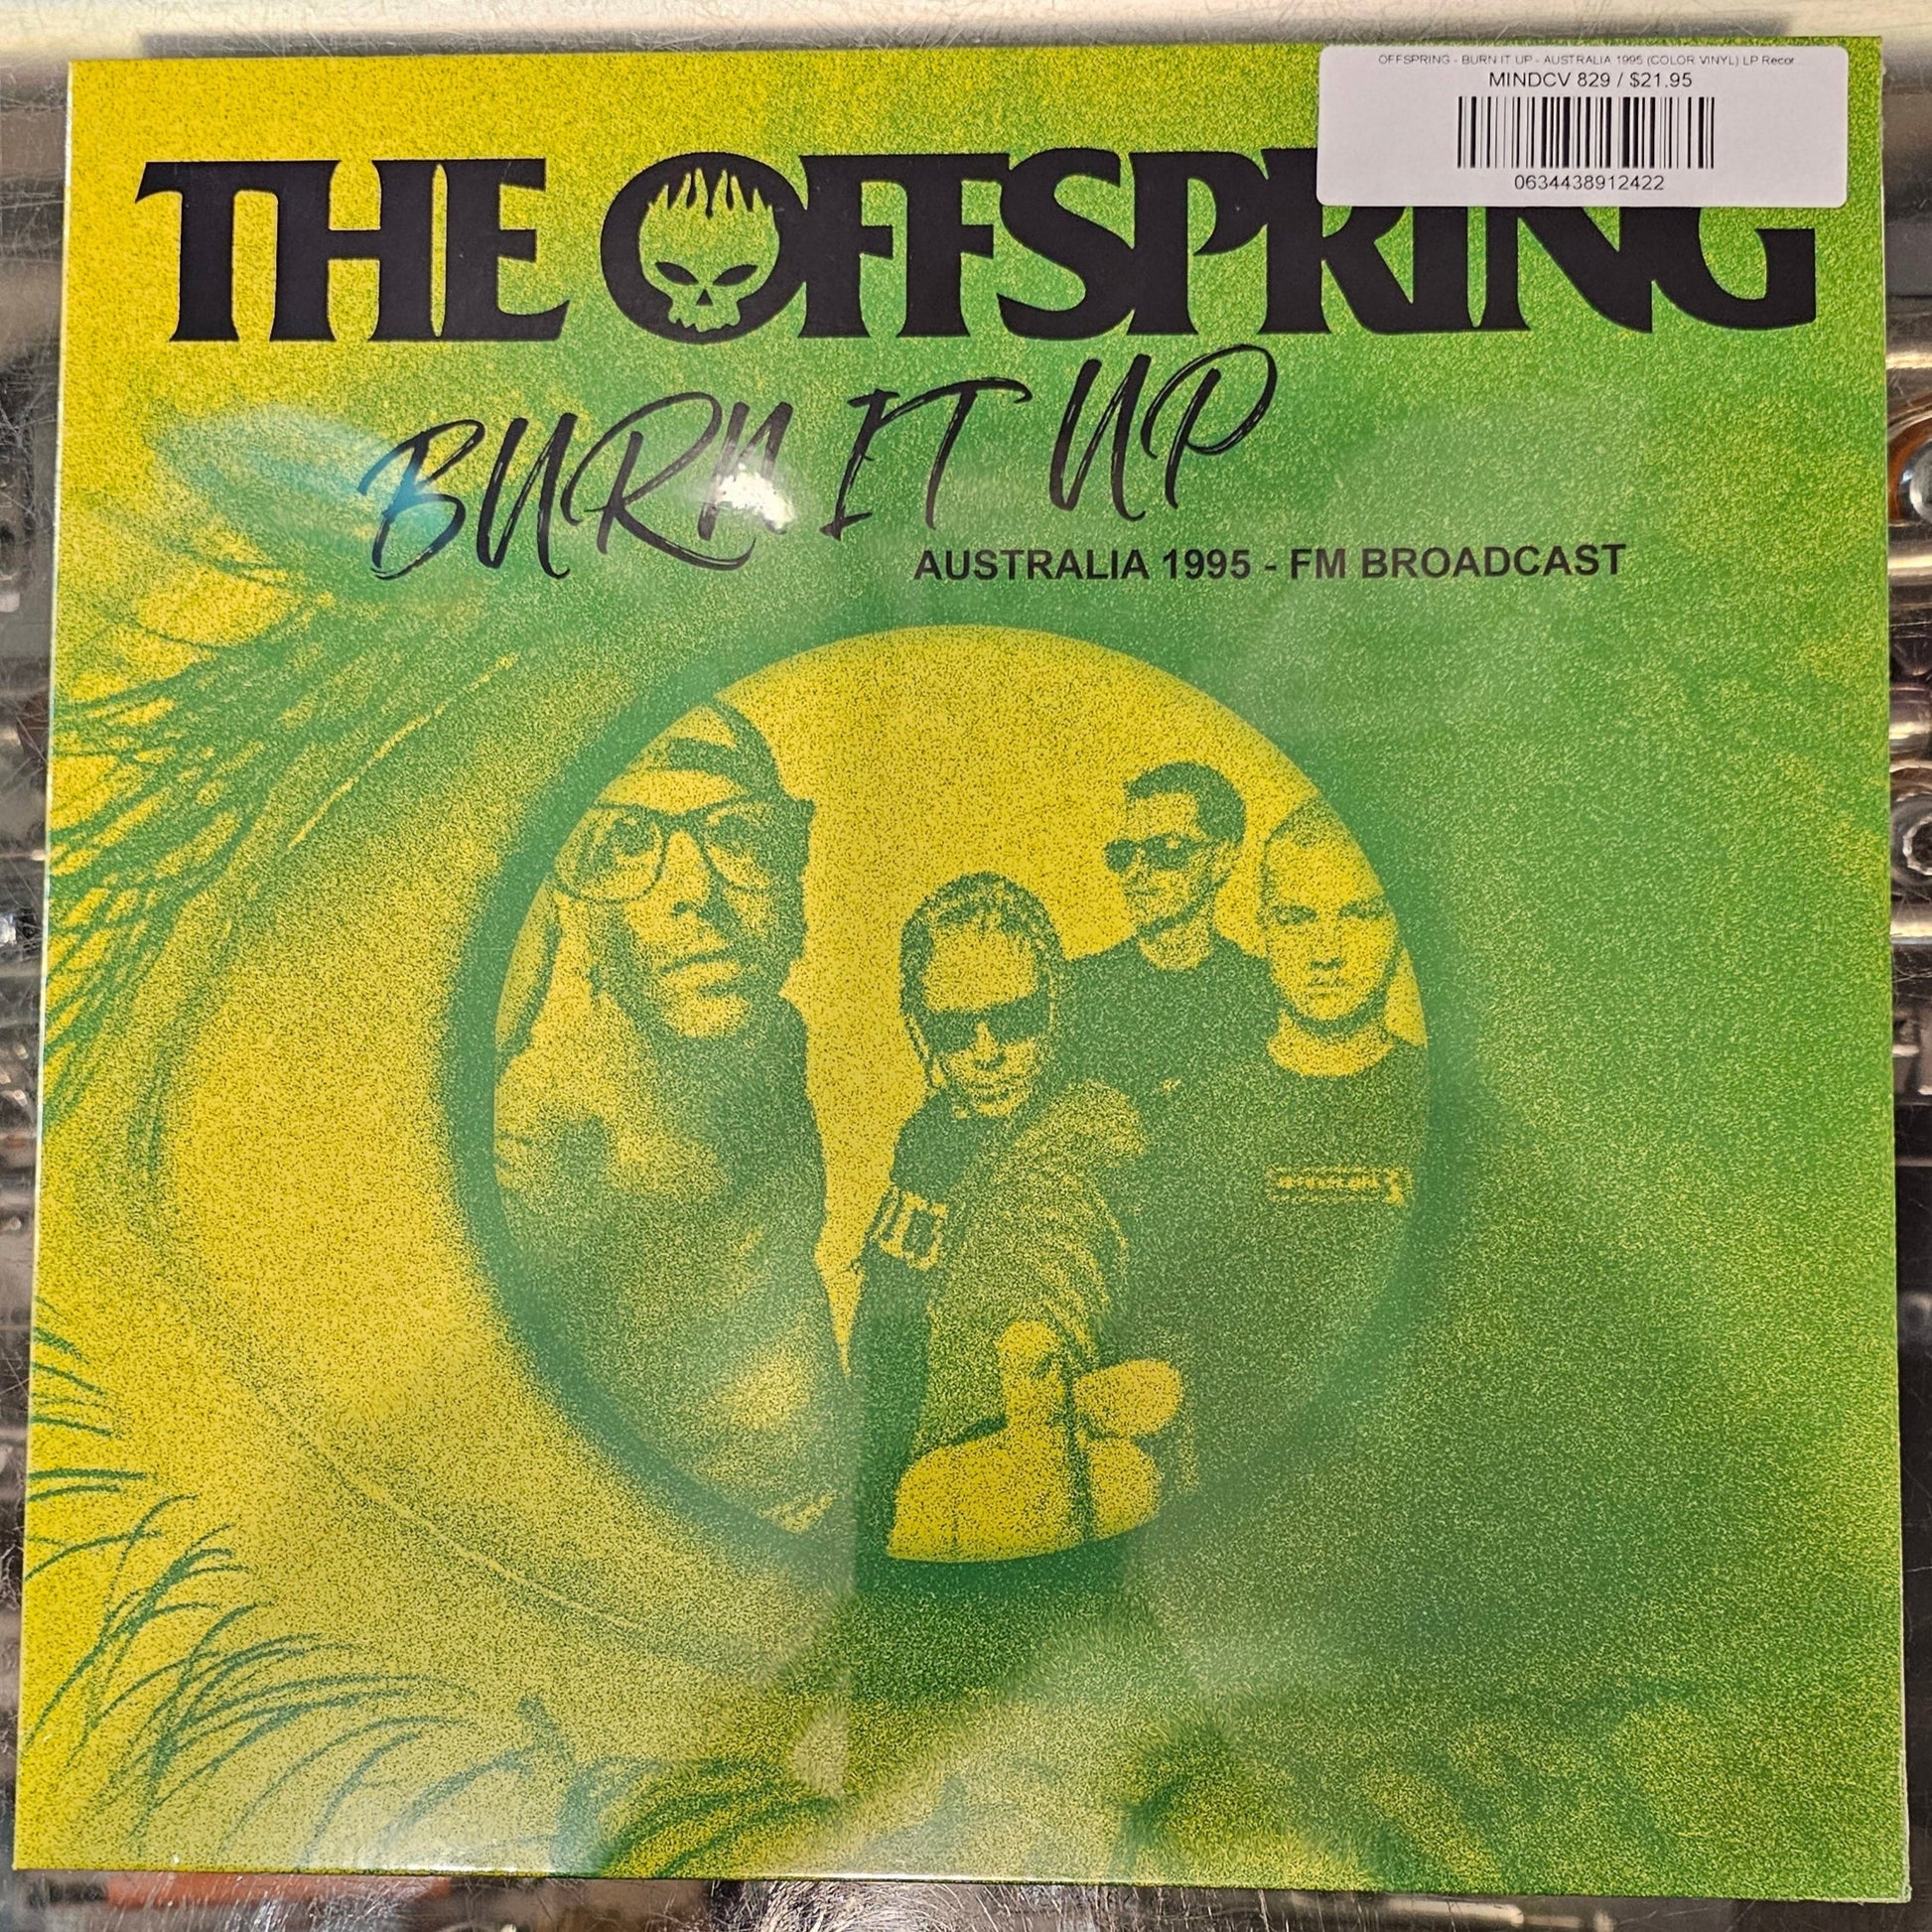 OFFSPRING - BURN IT UP - AUSTRALIA 1995 (COLOR VINYL) LP Recor...
MINDCV 829 / $21.95
0634438912422
THE OFFSPRING
BURN IT UP
AUSTRALIA 1995 - FM BROADCAST